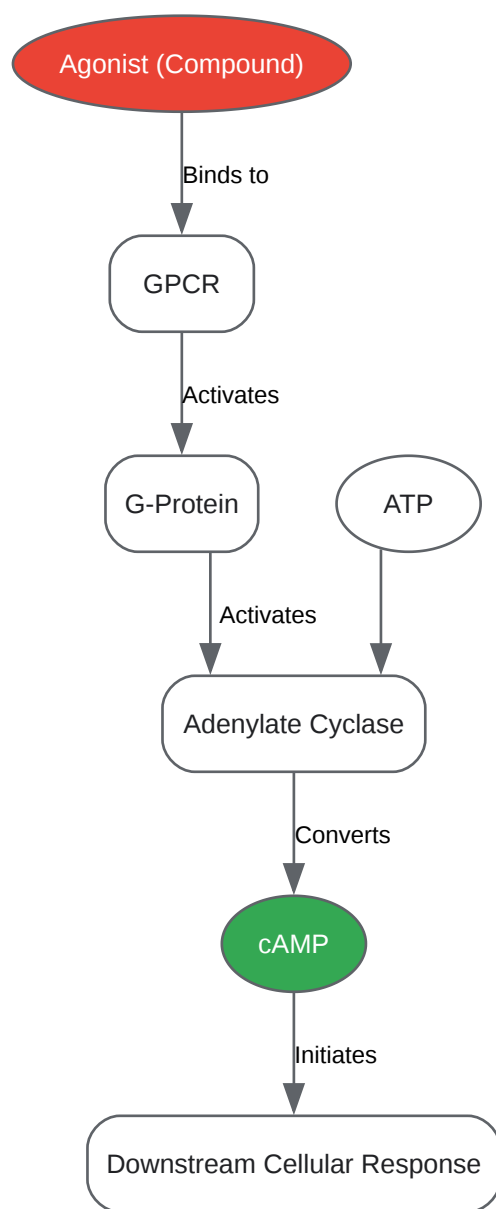 Agonist (Compound)
Binds to
GPCR
Activates
G-Protein
ATP
Activates
Adenylate Cyclase
Converts
cAMP
Initiates
Downstream Cellular Response